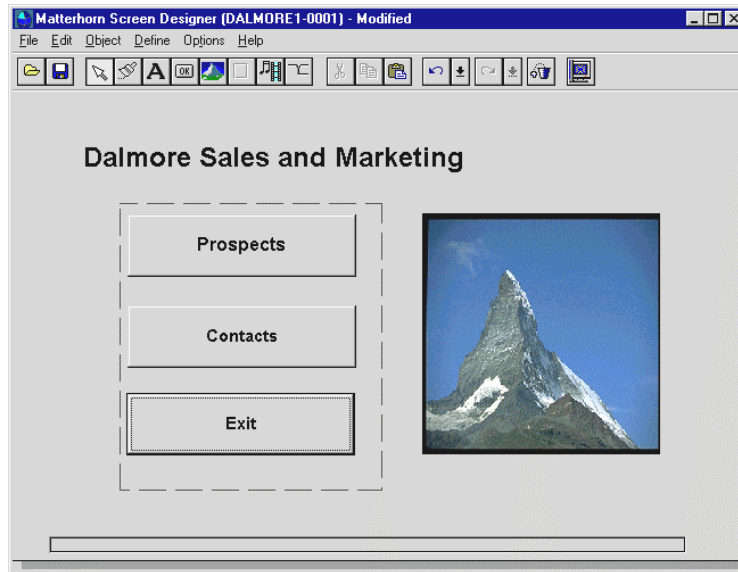 Matterhorn Screen Designer (DALMORE1-0001) - Modified
File Edit Object Define Options Help
A OK
Dalmore Sales and Marketing
Prospects
Contacts
Exit